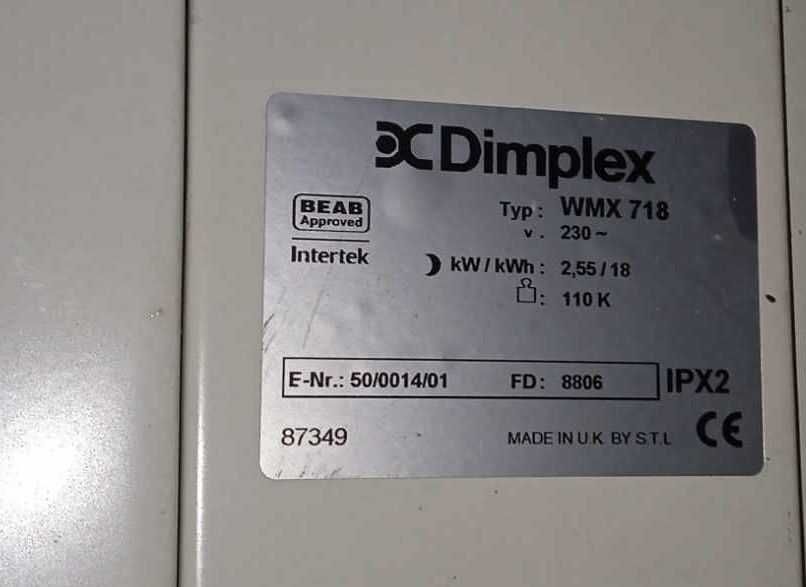 Dimplex
BEAB
Approved
Intertek
Typ: WMX 718
v. 230~
kW / kWh: 2,55 / 18
: 110 K
E-Nr.: 50/0014/01 FD: 8806
IPX2
87349
MADE IN U.K. BY S.T.L
CE